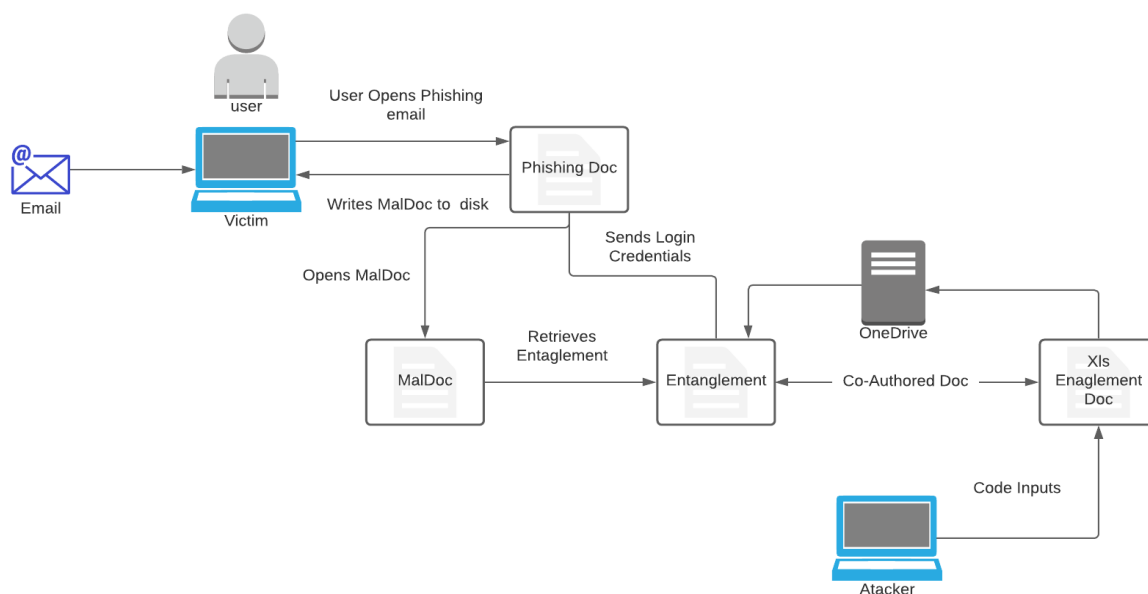 user
User Opens Phishing
email
@
Email
Victim
Phishing Doc
Writes MalDoc to disk
Sends Login
Credentials
Opens MalDoc
OneDrive
Retrieves
Entaglement
MalDoc
Entanglement
Co-Authored Doc
Xls
Enaglement
Doc
Code Inputs
Atacker